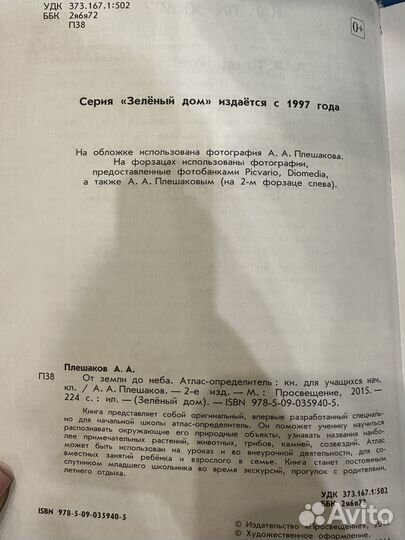 УДК 373.167.1:502
ББК 2я6я72
П38
0+
Серия «Зелёный дом» издаётся с 1997 года
На обложке использована фотография А. А. Плешакова.
На форзацах использованы фотографии,
предоставленные фотобанками Picvario, Diomedia,
а также А. А. Плешаковым (на 2-м форзаце слева).
Плешаков А. А.
П38 От земли до неба. Атлас-определитель : кн. для учащихся нач.
кл. / А. А. Плешаков. — 2-е изд. — М. : Просвещение, 2015. —
224 с. : ил. — (Зелёный дом). — ISBN 978-5-09-035940-5.
Книга представляет собой оригинальный, впервые разработанный специаль-
но для начальной школы атлас-определитель. Он поможет ученику научиться
распознавать окружающие его природные объекты, узнавать названия наибо-
лее примечательных растений, животных, грибов, камней, созвездий. Атлас
может быть использован на уроках и во внеурочной деятельности, для со-
вместных занятий ребёнка и взрослого в семье. Книга станет постоянным
спутником младшего школьника во время экскурсий, прогулок с родителями,
летнего отдыха.
УДК 373.167.1:502
ББК 2я6я72
ISBN 978-5-09-035940-5
© Издательство «Просвещение»,
© Художественное оформление.
Avito